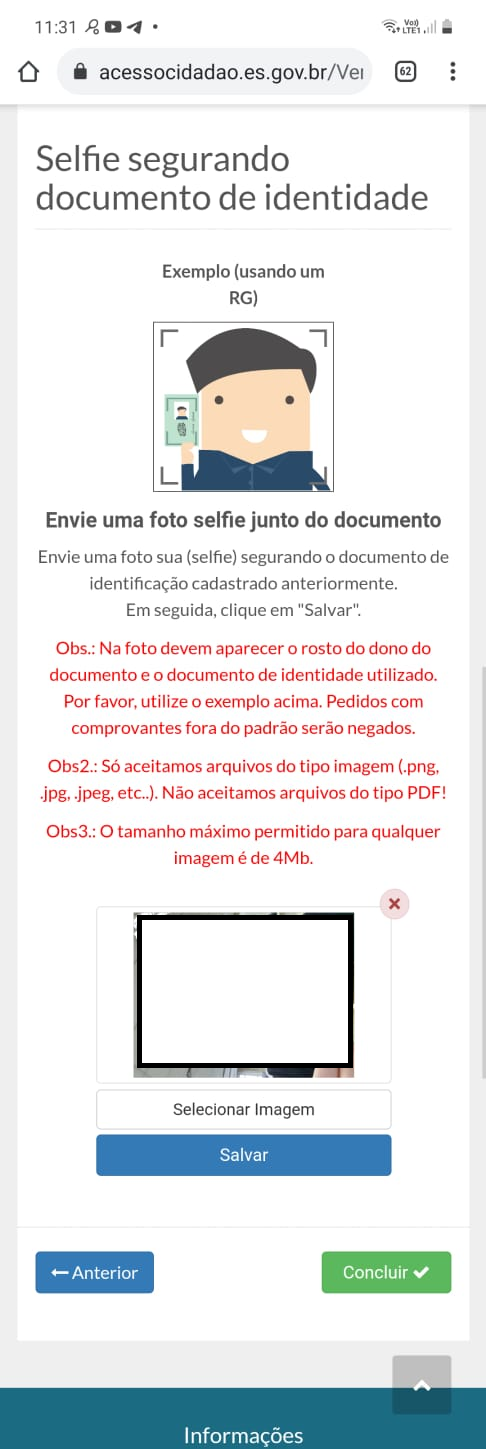 11:31
Vo))
LTE1
acessocidadao.es.gov.br/Ve
62
Selfie segurando
documento de identidade
Exemplo (usando um
RG)
Envie uma foto selfie junto do documento
Envie uma foto sua (selfie) segurando o documento de
identificação cadastrado anteriormente.
Em seguida, clique em "Salvar".
Obs.: Na foto devem aparecer o rosto do dono do
documento e o documento de identidade utilizado.
Por favor, utilize o exemplo acima. Pedidos com
comprovantes fora do padrão serão negados.
Obs2.: Só aceitamos arquivos do tipo imagem (.png,
.jpg, .jpeg, etc..). Não aceitamos arquivos do tipo PDF!
Obs3.: O tamanho máximo permitido para qualquer
imagem é de 4Mb.
Selecionar Imagem
Salvar
Anterior
Concluir
Informações